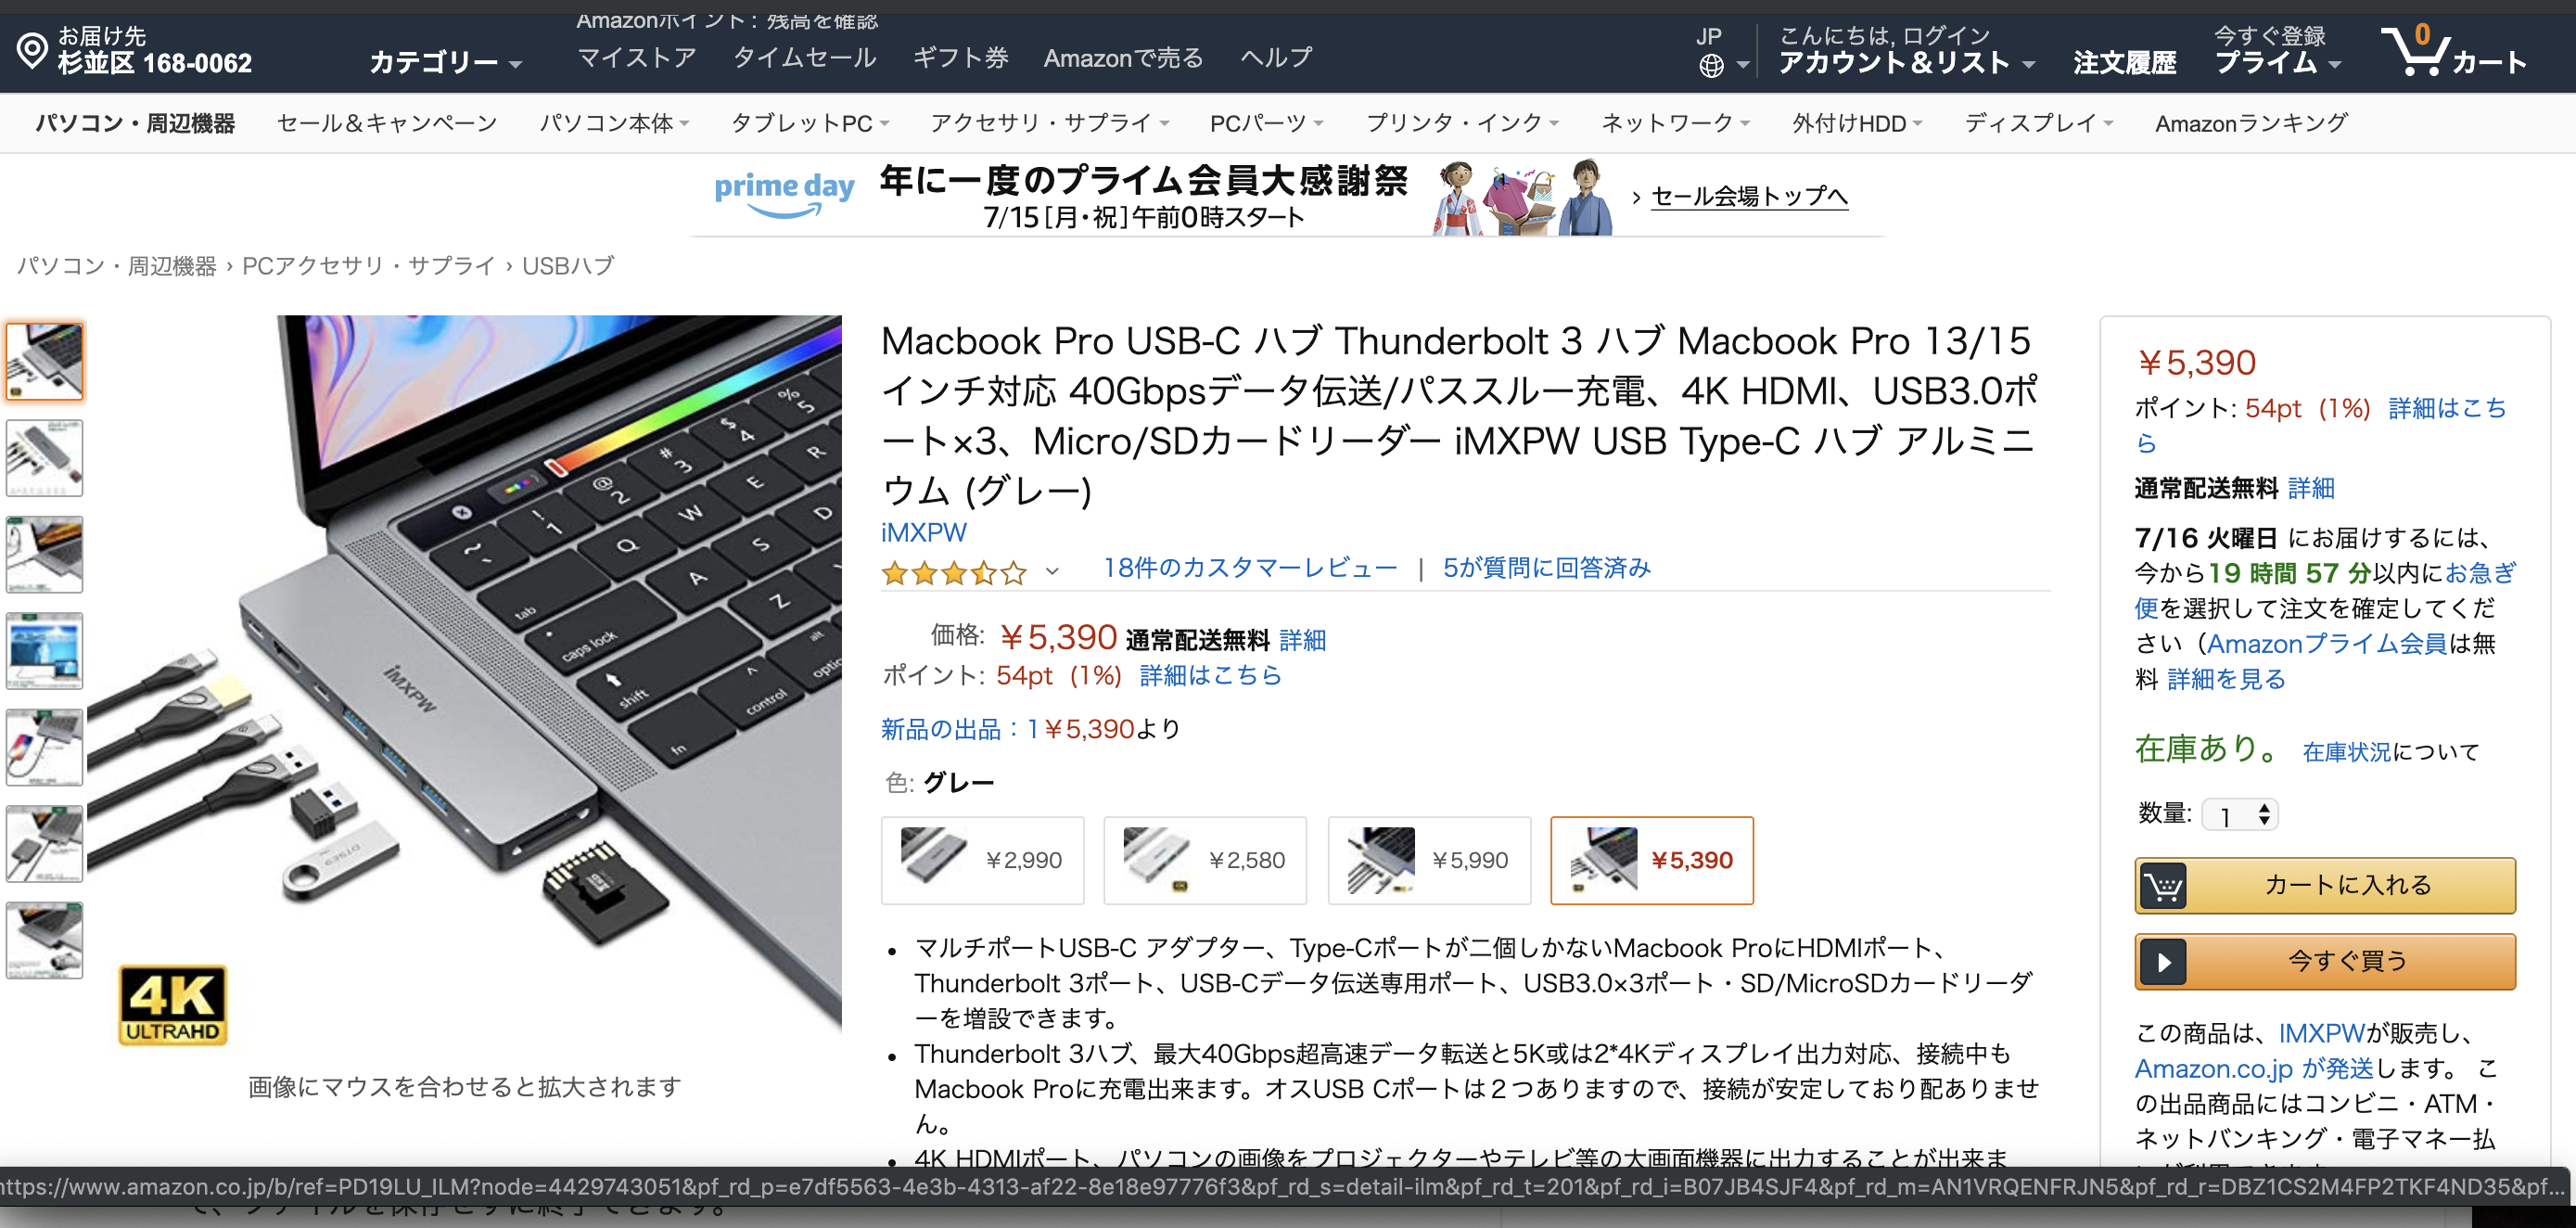 Amazonポイント: 残高を確認
お届け先
杉並区 168-0062
カテゴリー
マイストア タイムセール ギフト券 Amazonで売る ヘルプ
JP
こんにちは, ログイン
アカウント＆リスト
注文履歴
今すぐ登録
プライム
0
カート
パソコン・周辺機器 セール＆キャンペーン パソコン本体 タブレットPC アクセサリ・サプライ PCパーツ プリンタ・インク ネットワーク 外付けHDD ディスプレイ Amazonランキング
prime day
年に一度のプライム会員大感謝祭
7/15［月・祝］午前0時スタート
› セール会場トップへ
パソコン・周辺機器 › PCアクセサリ・サプライ › USBハブ
iMXPW
tab
caps lock
shift
fn
control
alt
4K
ULTRAHD
画像にマウスを合わせると拡大されます
Macbook Pro USB-C ハブ Thunderbolt 3 ハブ Macbook Pro 13/15
インチ対応 40Gbpsデータ伝送/パススルー充電、4K HDMI、USB3.0ポ
ート×3、Micro/SDカードリーダー iMXPW USB Type-C ハブ アルミニ
ウム (グレー)
iMXPW
18件のカスタマーレビュー | 5が質問に回答済み
価格: ￥5,390 通常配送無料 詳細
ポイント: 54pt (1%) 詳細はこちら
新品の出品：1￥5,390より
色: グレー
￥2,990 ￥2,580 ￥5,990 ￥5,390
• マルチポートUSB-C アダプター、Type-Cポートが二個しかないMacbook ProにHDMIポート、
Thunderbolt 3ポート、USB-Cデータ伝送専用ポート、USB3.0×3ポート・SD/MicroSDカードリーダ
ーを増設できます。
• Thunderbolt 3ハブ、最大40Gbps超高速データ転送と5K或は2*4Kディスプレイ出力対応、接続中も
Macbook Proに充電出来ます。オスUSB Cポートは２つありますので、接続が安定しており配ありませ
ん。
• 4K HDMIポート、パソコンの画像をプロジェクターやテレビ等の大画面機器に出力することが出来ま
￥5,390
ポイント: 54pt (1%) 詳細はこち
ら
通常配送無料 詳細
7/16 火曜日 にお届けするには、
今から19 時間 57 分以内にお急ぎ
便を選択して注文を確定してくだ
さい（Amazonプライム会員は無
料 詳細を見る
在庫あり。 在庫状況について
数量: 1
カートに入れる
今すぐ買う
この商品は、IMXPWが販売し、
Amazon.co.jp が発送します。 こ
の出品商品にはコンビニ・ATM・
ネットバンキング・電子マネー払
https://www.amazon.co.jp/b/ref=PD19LU_ILM?node=4429743051&pf_rd_p=e7df5563-4e3b-4313-af22-8e18e97776f3&pf_rd_s=detail-ilm&pf_rd_t=201&pf_rd_i=B07JB4SJF4&pf_rd_m=AN1VRQENFRJN5&pf_rd_r=DBZ1CS2M4FP2TKF4ND35&pf...